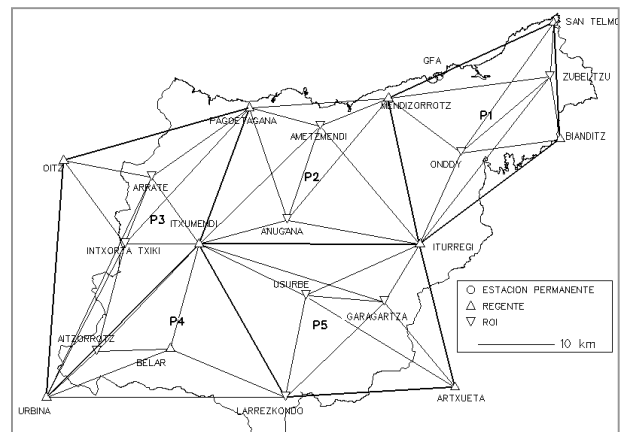 SAN TELMO
GFA
ZUBELTZU
MENDIZORROTZ
P1
PAGOETAGANA
AMETZMENDI
BIANDITZ
ONDDY
OITZ
P2
ARRATE
P3
ITXUMENDI
ANUGANA
INTXORTA TXIKI
ITURREGI
USURBE
ESTACION PERMANENTE
REGENTE
GARAGARTZA
P4
P5
ROI
AITZORROTZ
10 km
BELAR
URBINA
LARREZKONDO
ARTXUETA